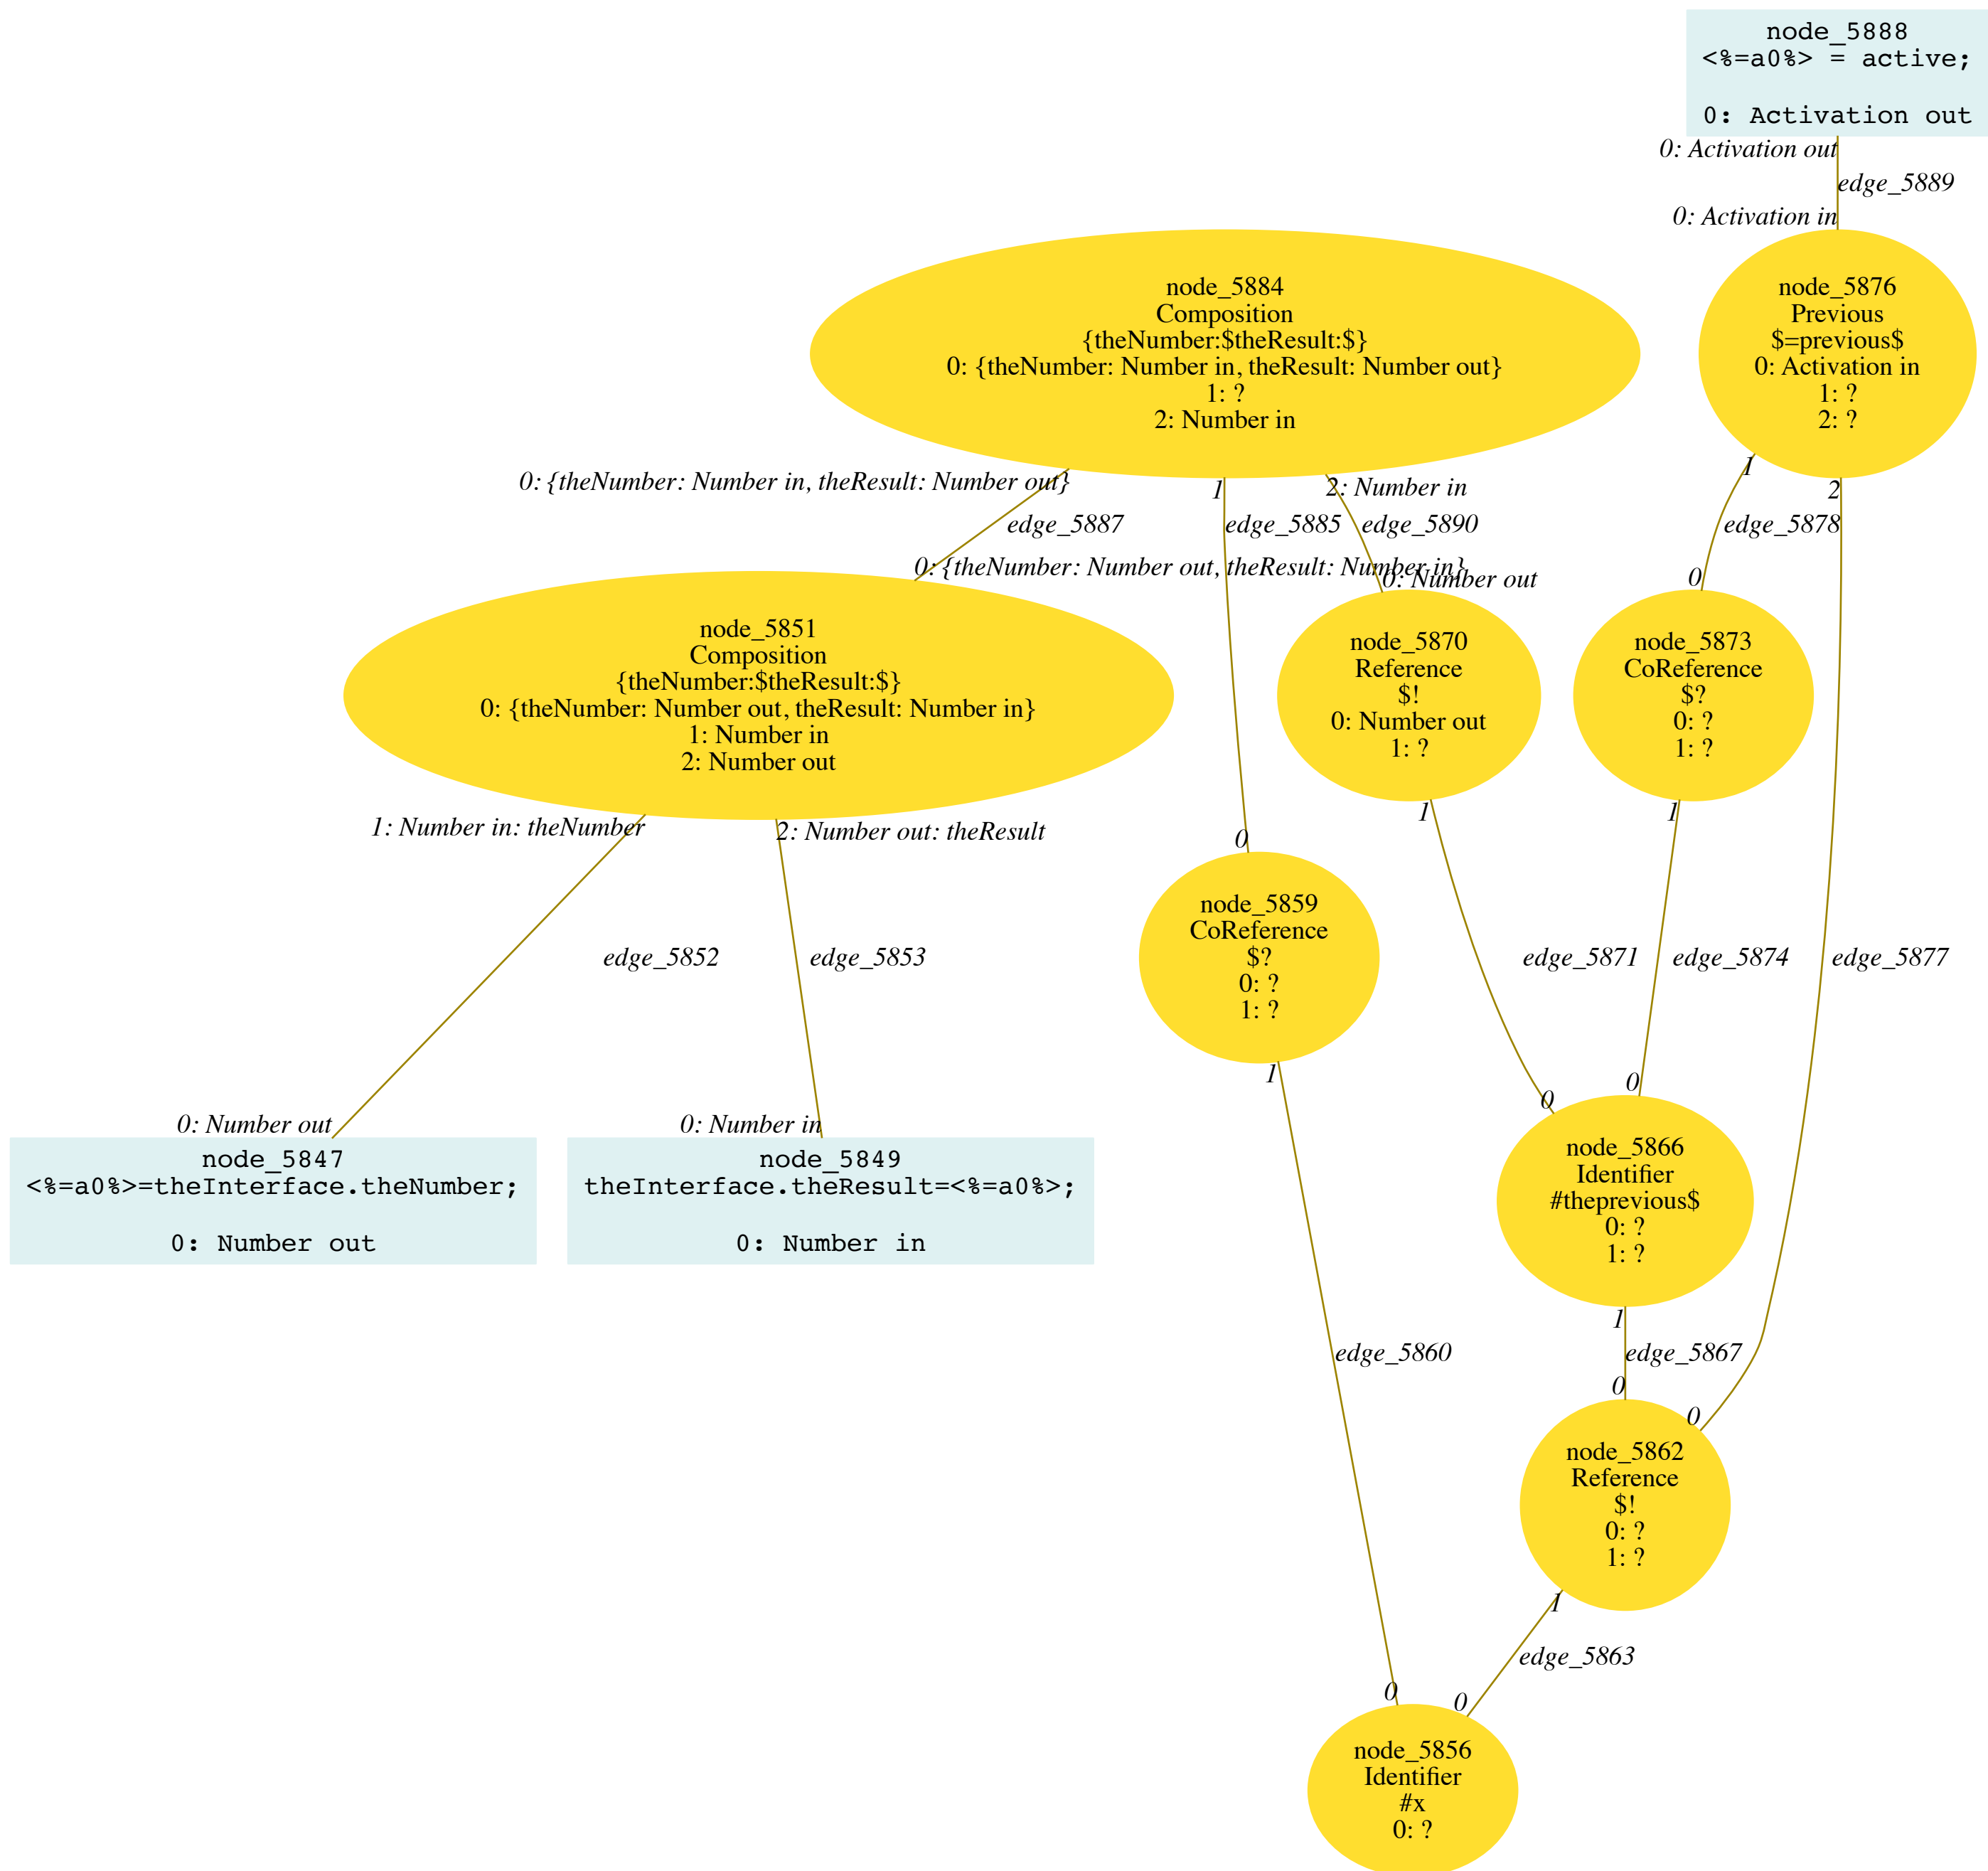 node_5888
<%=a0%> = active;
0: Activation out
0: Activation out
edge_5889
0: Activation in
node_5884
Composition
{theNumber:$theResult:$}
0: {theNumber: Number in, theResult: Number out}
1: ?
2: Number in
node_5876
Previous
$=previous$
0: Activation in
1: ?
2: ?
0: {theNumber: Number in, theResult: Number out}
1
2: Number in
1
2
edge_5887
edge_5885
edge_5890
edge_5878
0: {theNumber: Number out, theResult: Number in}
0: Number out
0
node_5851
Composition
{theNumber:$theResult:$}
0: {theNumber: Number out, theResult: Number in}
1: Number in
2: Number out
node_5870
Reference
$!
0: Number out
1: ?
node_5873
CoReference
$?
0: ?
1: ?
1: Number in: theNumber
2: Number out: theResult
0
1
1
node_5859
CoReference
$?
0: ?
1: ?
edge_5852
edge_5853
edge_5871
edge_5874
edge_5877
1
0: Number out
0: Number in
0
0
node_5847
<%=a0%>=theInterface.theNumber;
0: Number out
node_5849
theInterface.theResult=<%=a0%>;
0: Number in
node_5866
Identifier
#theprevious$
0: ?
1: ?
1
edge_5860
edge_5867
0
0
node_5862
Reference
$!
0: ?
1: ?
1
edge_5863
0
0
node_5856
Identifier
#x
0: ?